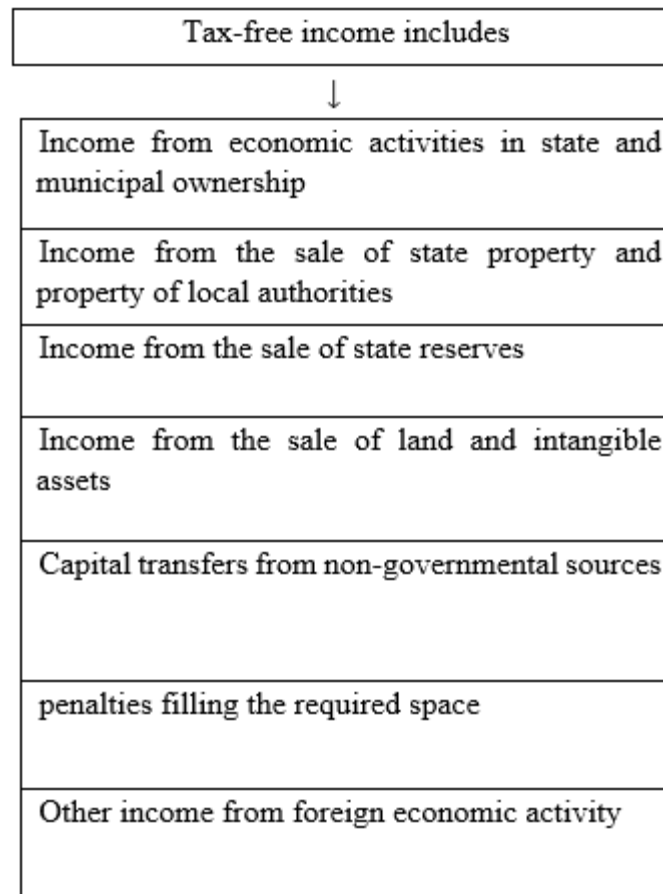 Tax-free income includes
↓
Income from economic activities in state and
municipal ownership
Income from the sale of state property and
property of local authorities
Income from the sale of state reserves
Income from the sale of land and intangible
assets
Capital transfers from non-governmental sources
penalties filling the required space
Other income from foreign economic activity